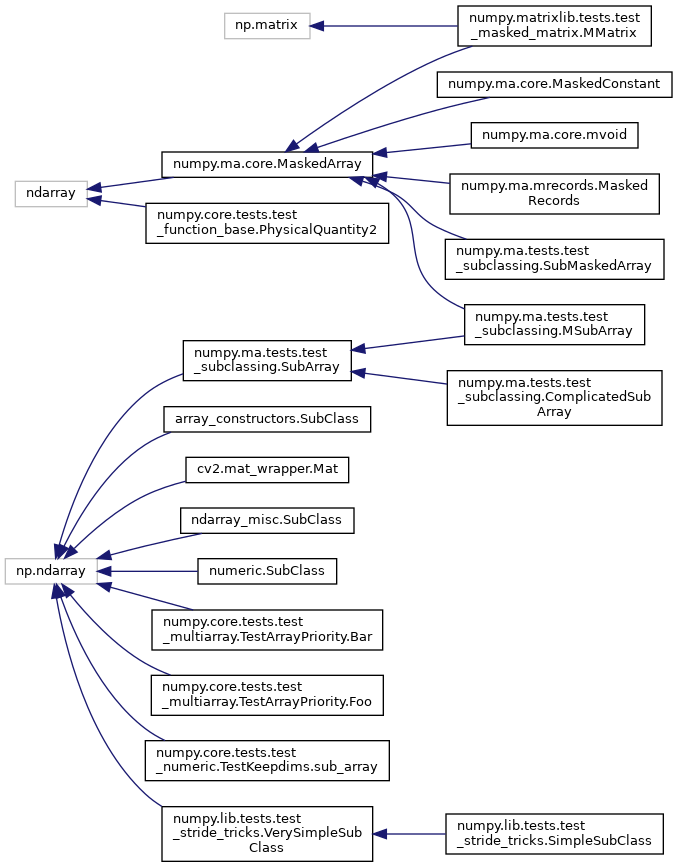 np.matrix
numpy.matrixlib.tests.test
_masked_matrix.MMatrix
numpy.ma.core.MaskedConstant
numpy.ma.core.mvoid
numpy.ma.core.MaskedArray
ndarray
numpy.ma.mrecords.Masked
Records
numpy.core.tests.test
_function_base.PhysicalQuantity2
numpy.ma.tests.test
_subclassing.SubMaskedArray
numpy.ma.tests.test
_subclassing.MSubArray
numpy.ma.tests.test
_subclassing.SubArray
numpy.ma.tests.test
_subclassing.ComplicatedSub
Array
array_constructors.SubClass
cv2.mat_wrapper.Mat
ndarray_misc.SubClass
np.ndarray
numeric.SubClass
numpy.core.tests.test
_multiarray.TestArrayPriority.Bar
numpy.core.tests.test
_multiarray.TestArrayPriority.Foo
numpy.core.tests.test
_numeric.TestKeepdims.sub_array
numpy.lib.tests.test
_stride_tricks.VerySimpleSub
Class
numpy.lib.tests.test
_stride_tricks.SimpleSubClass